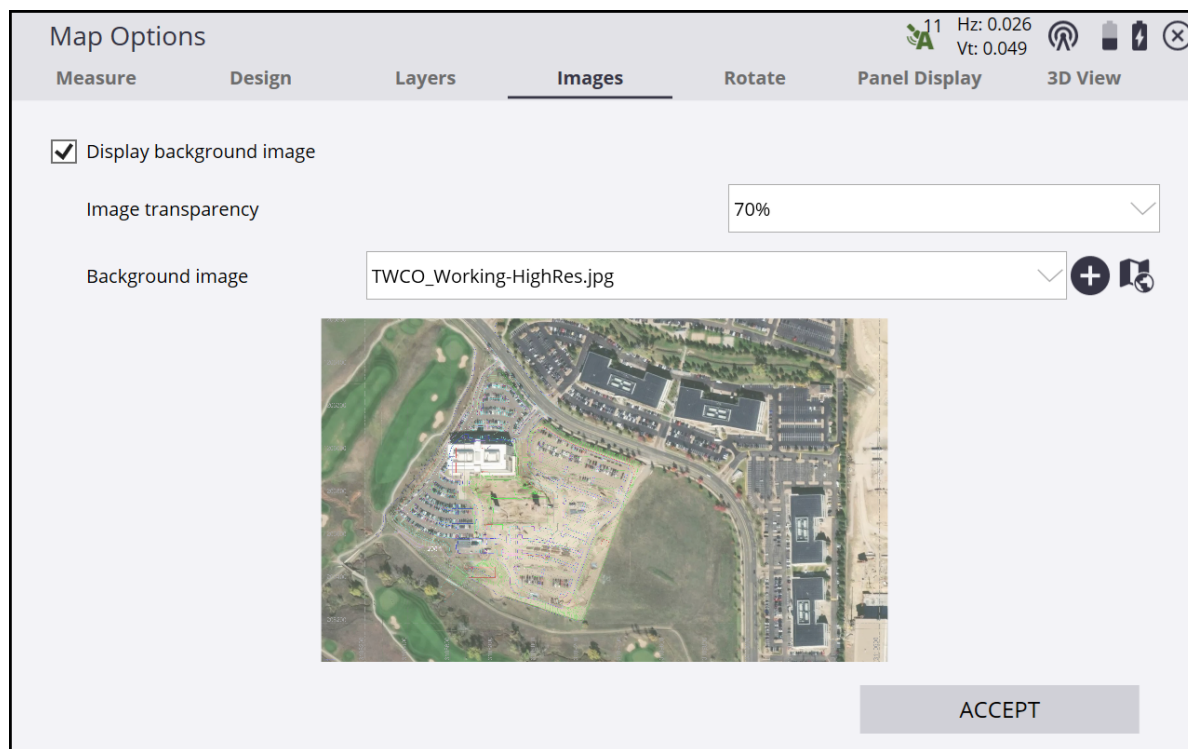 Map Options
11
Hz: 0.026
Vt: 0.049
Measure Design Layers Images Rotate Panel Display 3D View
Display background image
Image transparency 70%
Background image TWCO_Working-HighRes.jpg
ACCEPT